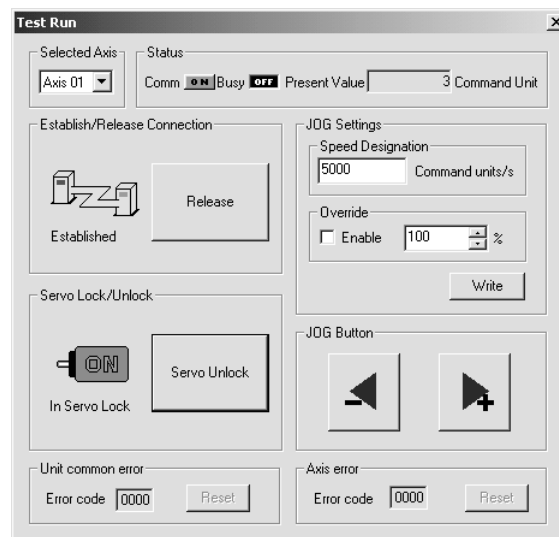 Test Run
Selected Axis
Axis 01
Status
Comm ON Busy OFF Present Value 3 Command Unit
Establish/Release Connection
Established
Release
JOG Settings
Speed Designation
5000 Command units/s
Override
Enable 100 %
Write
Servo Lock/Unlock
ON
In Servo Lock
Servo Unlock
JOG Button
- +
Unit common error
Error code 0000 Reset
Axis error
Error code 0000 Reset